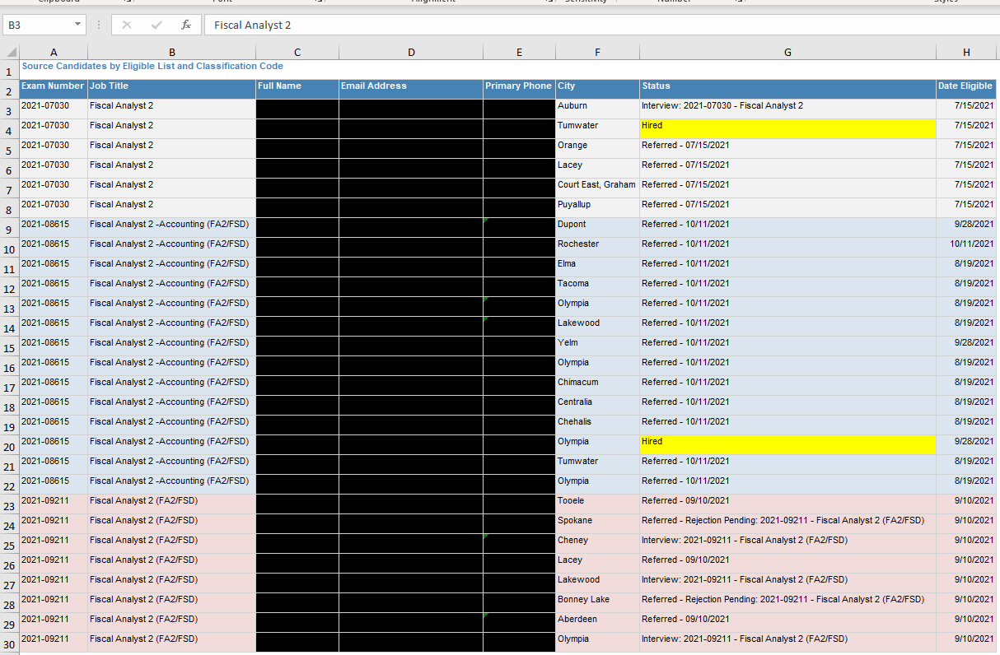 B3 fx Fiscal Analyst 2
A B C D E F G H
1 Source Candidates by Eligible List and Classification Code
2 Exam Number Job Title Full Name Email Address Primary Phone City Status Date Eligible
3 2021-07030 Fiscal Analyst 2 Auburn Interview: 2021-07030 - Fiscal Analyst 2 7/15/2021
4 2021-07030 Fiscal Analyst 2 Tumwater Hired 7/15/2021
5 2021-07030 Fiscal Analyst 2 Orange Referred - 07/15/2021 7/15/2021
6 2021-07030 Fiscal Analyst 2 Lacey Referred - 07/15/2021 7/15/2021
7 2021-07030 Fiscal Analyst 2 Court East, Graham Referred - 07/15/2021 7/15/2021
8 2021-07030 Fiscal Analyst 2 Puyallup Referred - 07/15/2021 7/15/2021
9 2021-08615 Fiscal Analyst 2 -Accounting (FA2/FSD) Dupont Referred - 10/11/2021 9/28/2021
10 2021-08615 Fiscal Analyst 2 -Accounting (FA2/FSD) Rochester Referred - 10/11/2021 10/11/2021
11 2021-08615 Fiscal Analyst 2 -Accounting (FA2/FSD) Elma Referred - 10/11/2021 8/19/2021
12 2021-08615 Fiscal Analyst 2 -Accounting (FA2/FSD) Tacoma Referred - 10/11/2021 8/19/2021
13 2021-08615 Fiscal Analyst 2 -Accounting (FA2/FSD) Olympia Referred - 10/11/2021 8/19/2021
14 2021-08615 Fiscal Analyst 2 -Accounting (FA2/FSD) Lakewood Referred - 10/11/2021 8/19/2021
15 2021-08615 Fiscal Analyst 2 -Accounting (FA2/FSD) Yelm Referred - 10/11/2021 9/28/2021
16 2021-08615 Fiscal Analyst 2 -Accounting (FA2/FSD) Olympia Referred - 10/11/2021 8/19/2021
17 2021-08615 Fiscal Analyst 2 -Accounting (FA2/FSD) Chimacum Referred - 10/11/2021 8/19/2021
18 2021-08615 Fiscal Analyst 2 -Accounting (FA2/FSD) Centralia Referred - 10/11/2021 8/19/2021
19 2021-08615 Fiscal Analyst 2 -Accounting (FA2/FSD) Chehalis Referred - 10/11/2021 8/19/2021
20 2021-08615 Fiscal Analyst 2 -Accounting (FA2/FSD) Olympia Hired 9/28/2021
21 2021-08615 Fiscal Analyst 2 -Accounting (FA2/FSD) Tumwater Referred - 10/11/2021 8/19/2021
22 2021-08615 Fiscal Analyst 2 -Accounting (FA2/FSD) Olympia Referred - 10/11/2021 8/19/2021
23 2021-09211 Fiscal Analyst 2 (FA2/FSD) Tooele Referred - 09/10/2021 9/10/2021
24 2021-09211 Fiscal Analyst 2 (FA2/FSD) Spokane Referred - Rejection Pending: 2021-09211 - Fiscal Analyst 2 (FA2/FSD) 9/10/2021
25 2021-09211 Fiscal Analyst 2 (FA2/FSD) Cheney Interview: 2021-09211 - Fiscal Analyst 2 (FA2/FSD) 9/10/2021
26 2021-09211 Fiscal Analyst 2 (FA2/FSD) Lacey Referred - 09/10/2021 9/10/2021
27 2021-09211 Fiscal Analyst 2 (FA2/FSD) Lakewood Interview: 2021-09211 - Fiscal Analyst 2 (FA2/FSD) 9/10/2021
28 2021-09211 Fiscal Analyst 2 (FA2/FSD) Bonney Lake Referred - Rejection Pending: 2021-09211 - Fiscal Analyst 2 (FA2/FSD) 9/10/2021
29 2021-09211 Fiscal Analyst 2 (FA2/FSD) Aberdeen Referred - 09/10/2021 9/10/2021
30 2021-09211 Fiscal Analyst 2 (FA2/FSD) Olympia Interview: 2021-09211 - Fiscal Analyst 2 (FA2/FSD) 9/10/2021